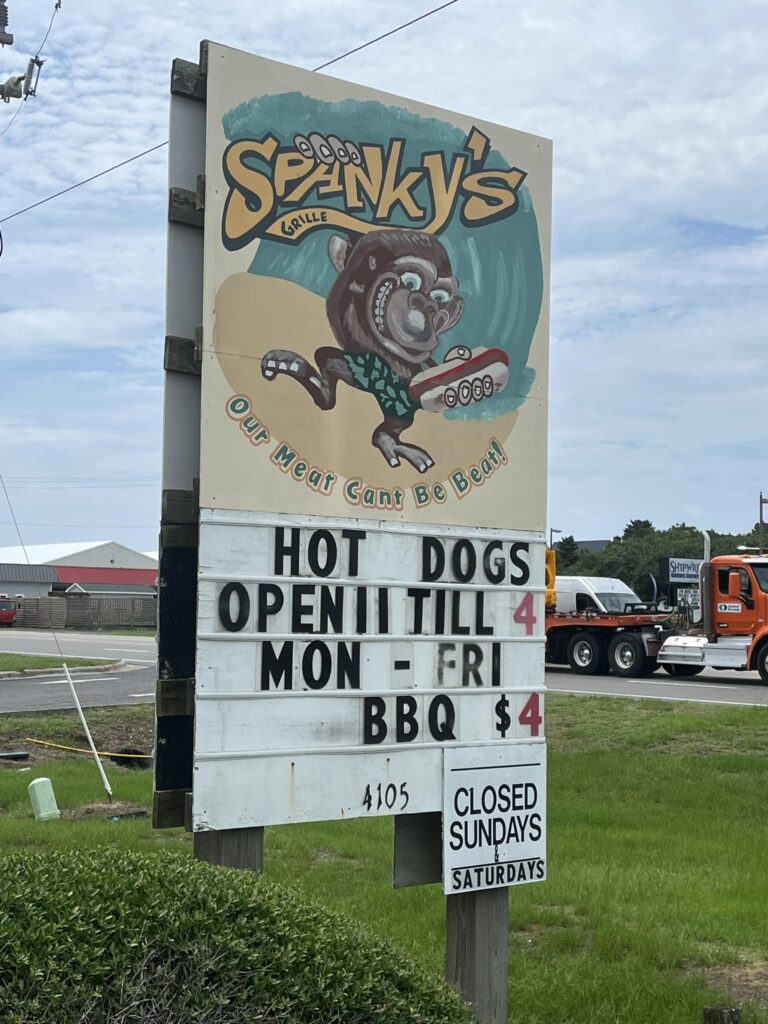 SPANKY'S
GRILLE
Our Meat Cant Be Beat!
HOT DOGS
OPEN 11 TILL 4
MON - FRI
BBQ $4
4105
CLOSED
SUNDAYS
&
SATURDAYS